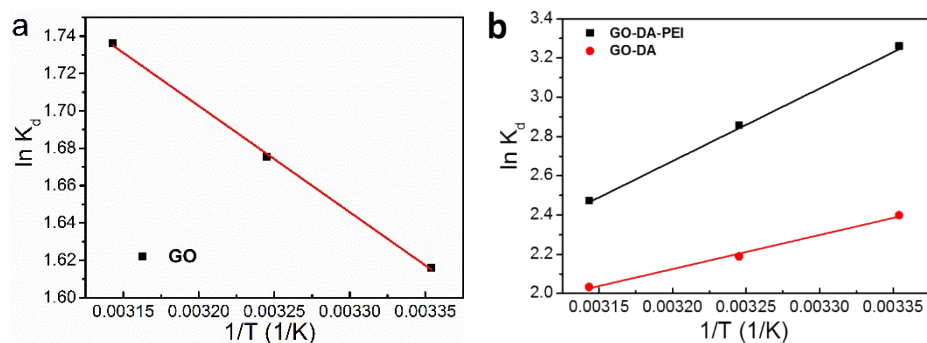 a
1.74
1.72
1.70
1.68
1.66
1.64
1.62
1.60
ln K_d
GO
0.00315 0.00320 0.00325 0.00330 0.00335
1/T (1/K)
b
3.4
3.2
3.0
2.8
2.6
2.4
2.2
2.0
ln K_d
GO-DA-PEI
GO-DA
0.00315 0.00320 0.00325 0.00330 0.00335
1/T (1/K)